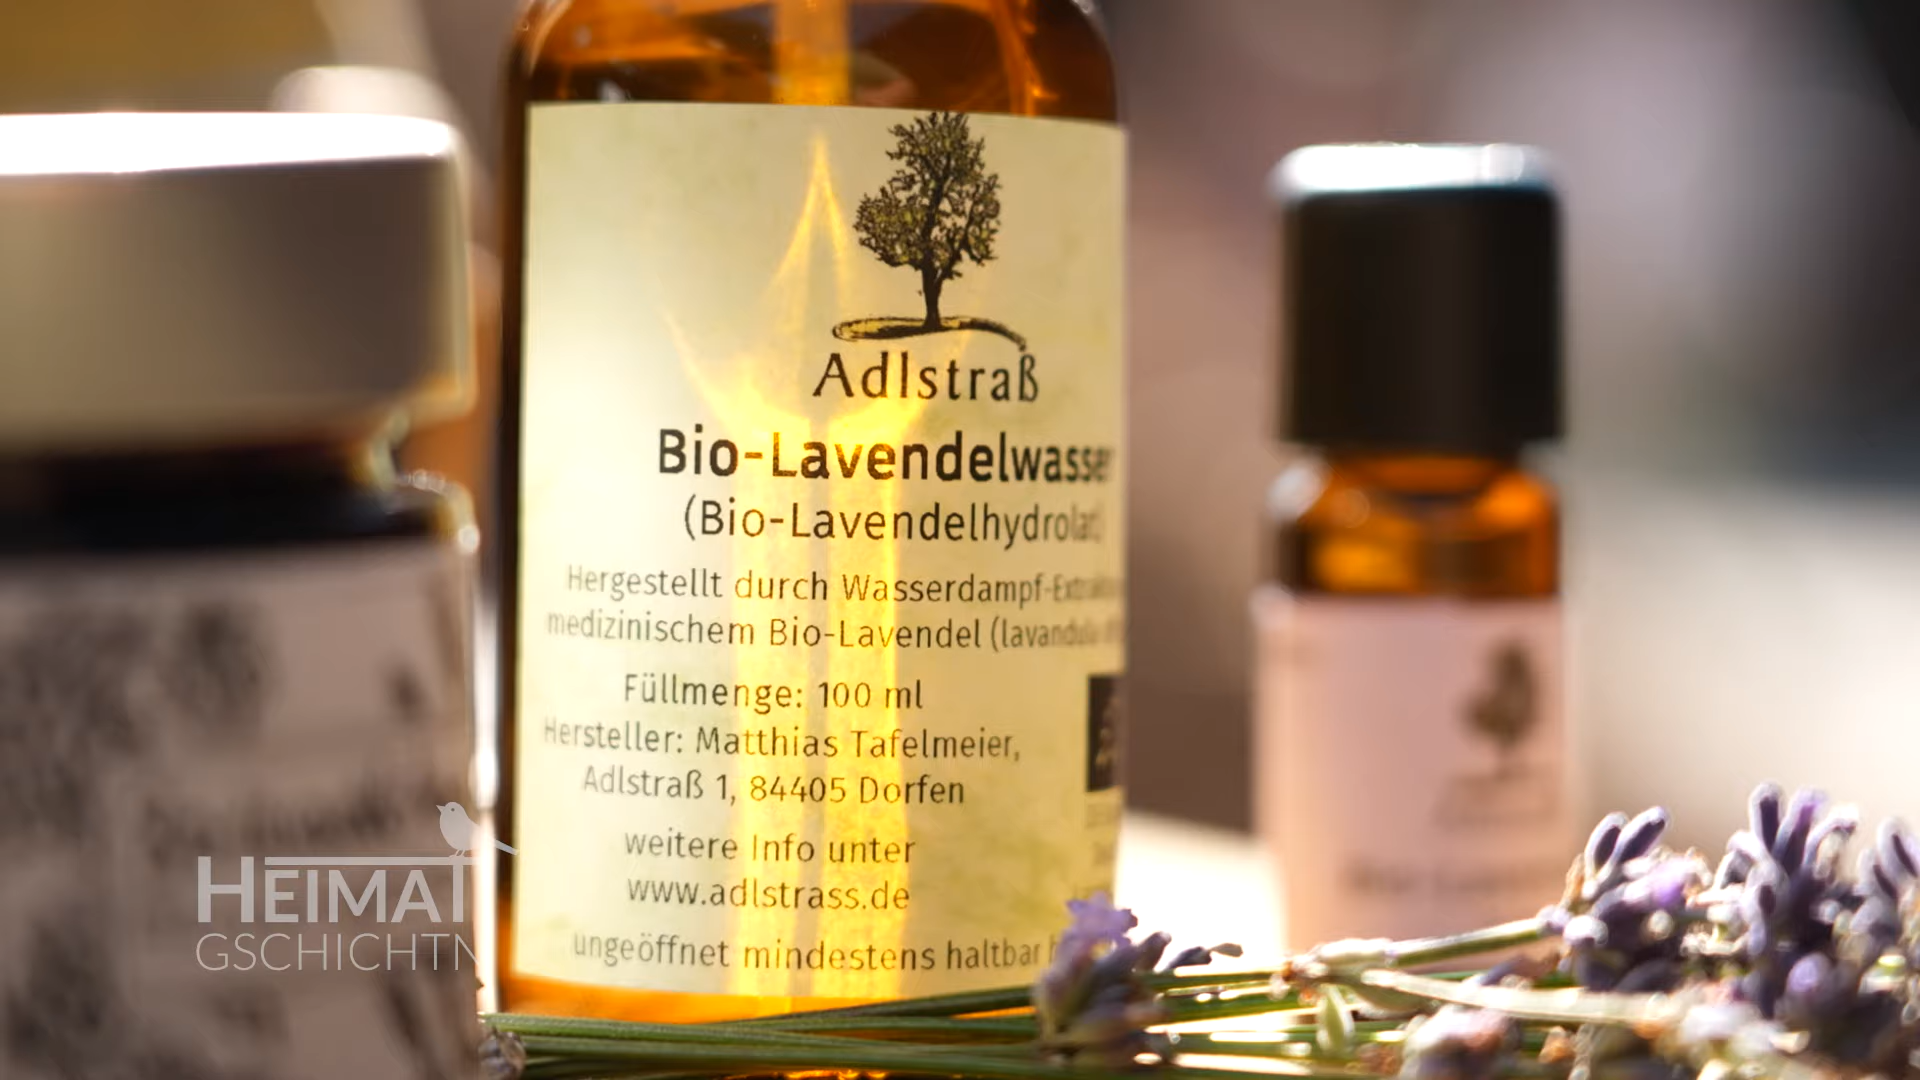 Adlstraß
Bio-Lavendelwasser
(Bio-Lavendelhydrolat)
Hergestellt durch Wasserdampf-
medizinischem Bio-Lavendel (lavandula
Füllmenge: 100 ml
Hersteller: Matthias Tafelmeier,
Adlstraß 1, 84405 Dorfen
weitere Info unter
www.adlstrass.de
ungeöffnet mindestens haltbar
HEIMAT
GSCHICHTN